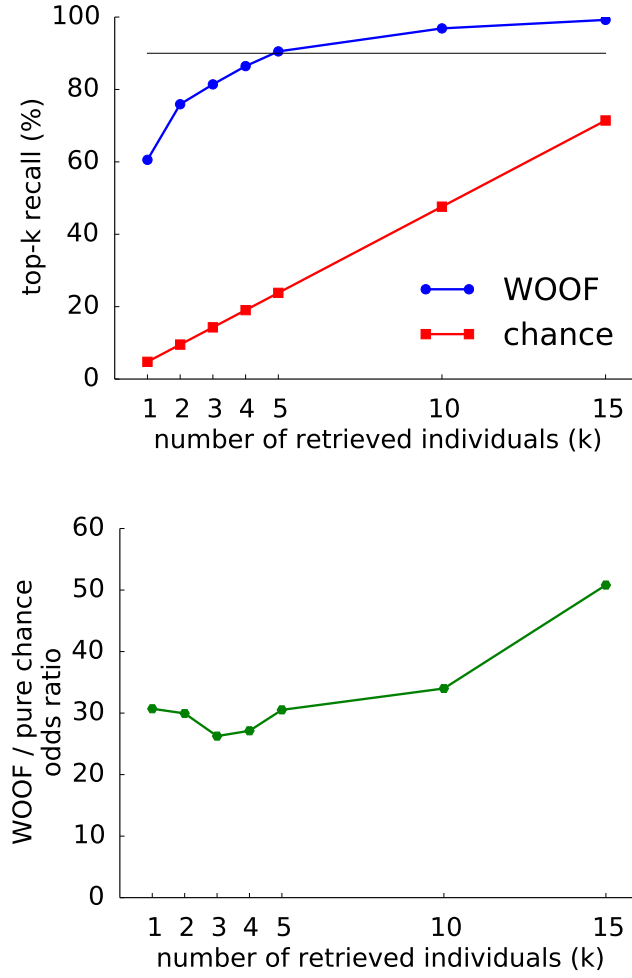 100
80
60
40
20
0
top-k recall (%)
WOOF
chance
1 2 3 4 5 10 15
number of retrieved individuals (k)
60
50
40
30
20
10
0
WOOF / pure chance
odds ratio
1 2 3 4 5 10 15
number of retrieved individuals (k)